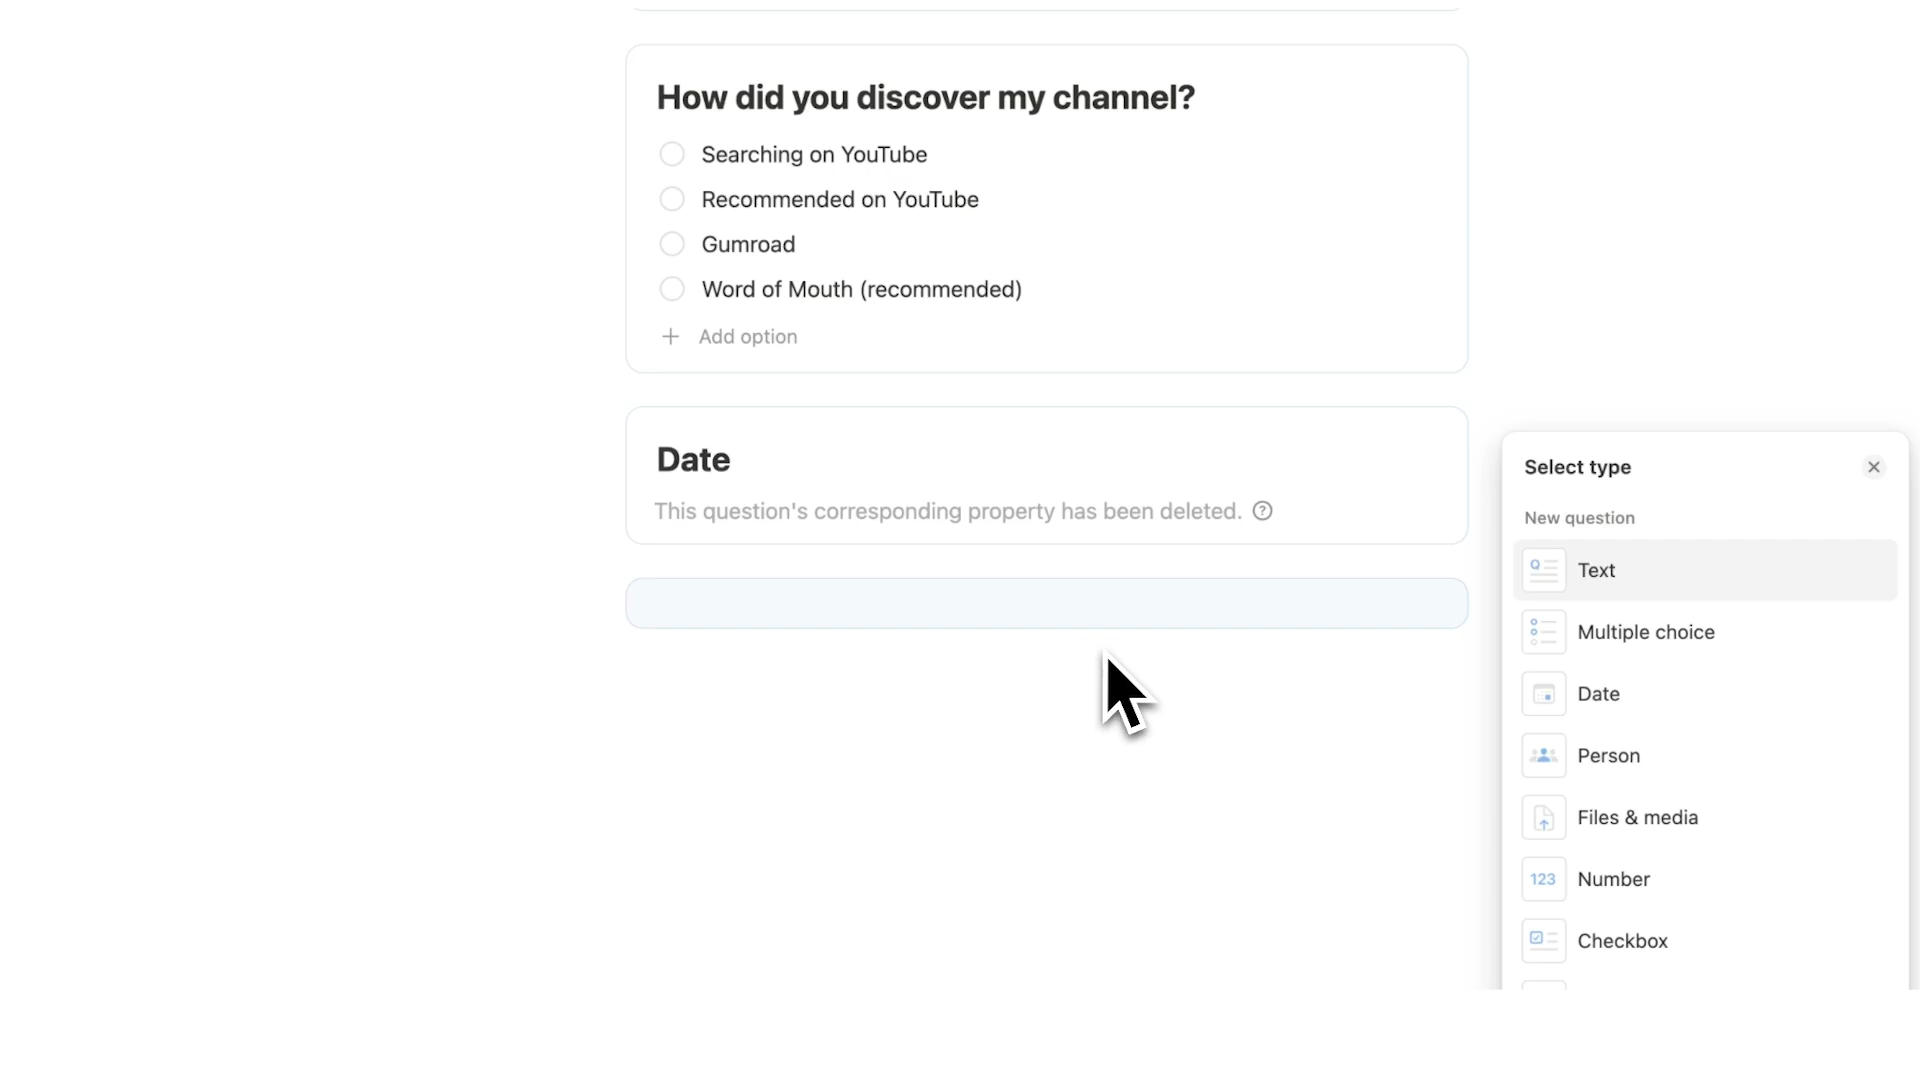 How did you discover my channel?
Searching on YouTube
Recommended on YouTube
Gumroad
Word of Mouth (recommended)
+ Add option
Date
This question's corresponding property has been deleted. ?
Select type
New question
Text
Multiple choice
Date
Person
Files & media
123 Number
Checkbox